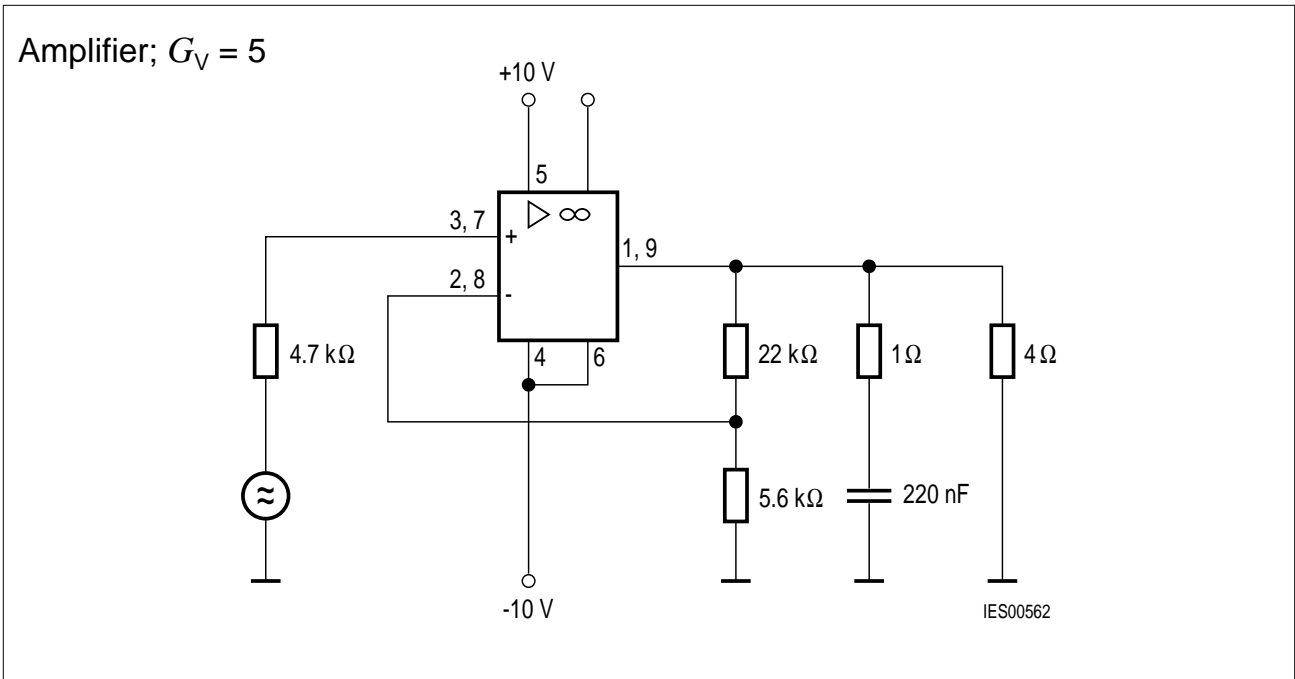 Amplifier; GV = 5
+10 V
5
3, 7
+
1, 9
2, 8
-
4.7 kΩ
4
6
22 kΩ
1 Ω
4 Ω
5.6 kΩ
220 nF
-10 V
IES00562